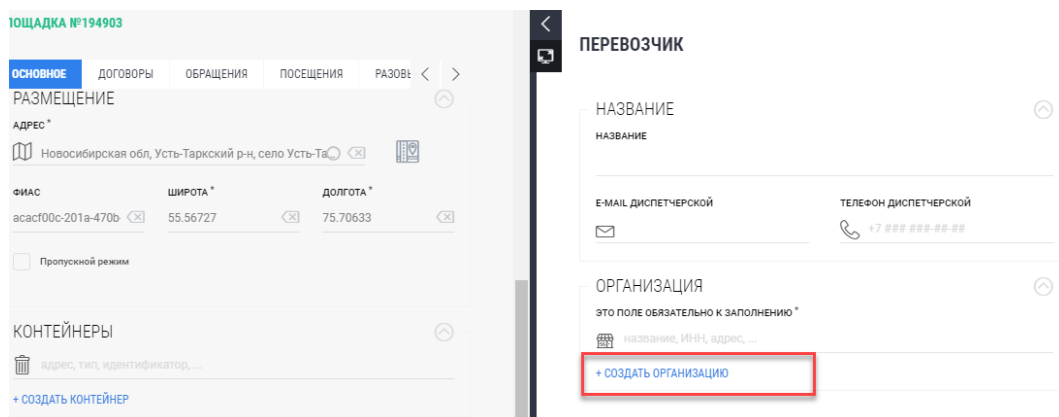 ЛОЩАДКА №194903
ОСНОВНОЕ ДОГОВОРЫ ОБРАЩЕНИЯ ПОСЕЩЕНИЯ РАЗОВЫ
РАЗМЕЩЕНИЕ
АДРЕС *
Новосибирская обл, Усть-Таркский р-н, село Усть-Та
ФИАС ШИРОТА * ДОЛГОТА *
acacf00c-201a-470b- 55.56727 75.70633
Пропускной режим
КОНТЕЙНЕРЫ
адрес, тип, идентификатор, ...
+ СОЗДАТЬ КОНТЕЙНЕР
ПЕРЕВОЗЧИК
НАЗВАНИЕ
НАЗВАНИЕ
E-MAIL ДИСПЕТЧЕРСКОЙ ТЕЛЕФОН ДИСПЕТЧЕРСКОЙ
+7 ### ###-##-##
ОРГАНИЗАЦИЯ
ЭТО ПОЛЕ ОБЯЗАТЕЛЬНО К ЗАПОЛНЕНИЮ *
название, ИНН, адрес, ...
+ СОЗДАТЬ ОРГАНИЗАЦИЮ